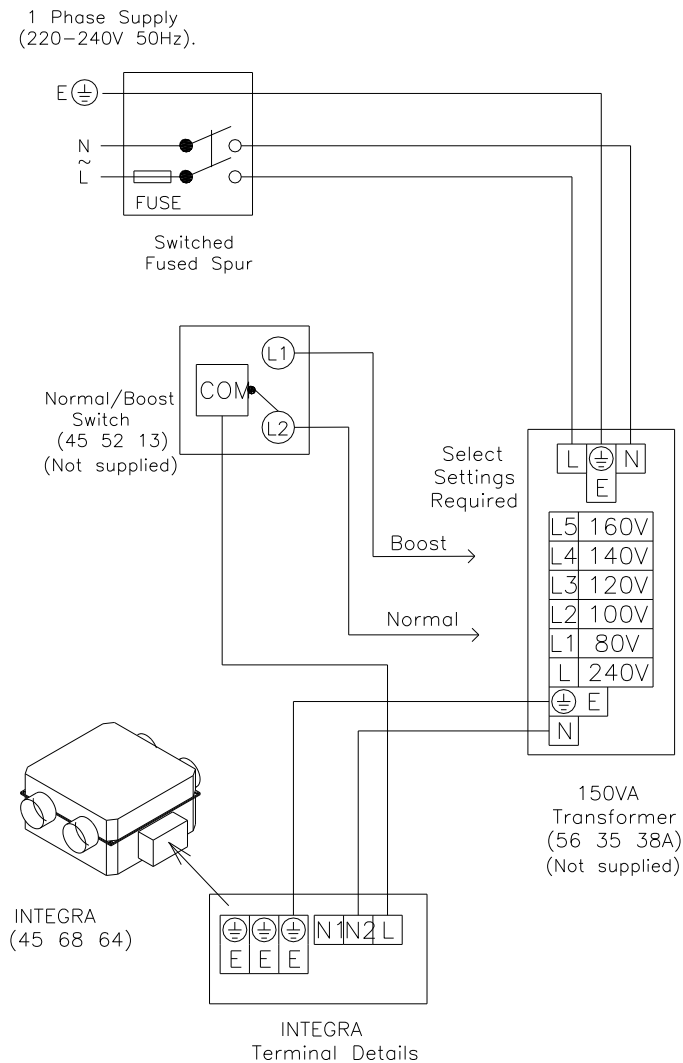 1 Phase Supply
(220-240V 50Hz).
E
N
~
L
FUSE
Switched
Fused Spur
L1
COM
L2
Normal/Boost
Switch
(45 52 13)
(Not supplied)
Select
Settings
Required
L N
E
Boost
Normal
L5 160V
L4 140V
L3 120V
L2 100V
L1 80V
L 240V
E
N
150VA
Transformer
(56 35 38A)
(Not supplied)
INTEGRA
(45 68 64)
N1 N2 L
E E E
INTEGRA
Terminal Details